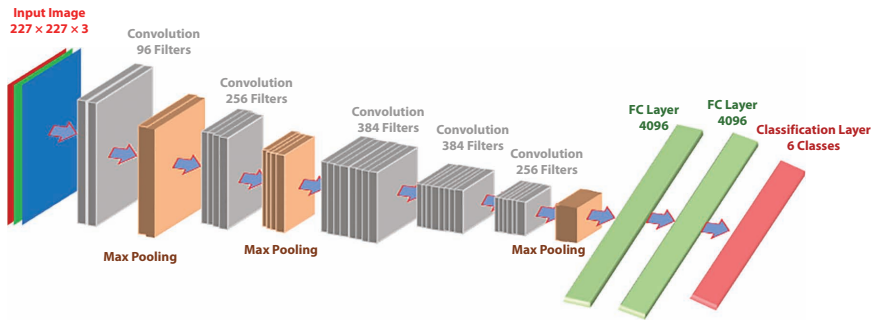 Input Image
227 × 227 × 3
Convolution
96 Filters
Max Pooling
Convolution
256 Filters
Max Pooling
Convolution
384 Filters
Convolution
384 Filters
Convolution
256 Filters
Max Pooling
FC Layer
4096
FC Layer
4096
Classification Layer
6 Classes